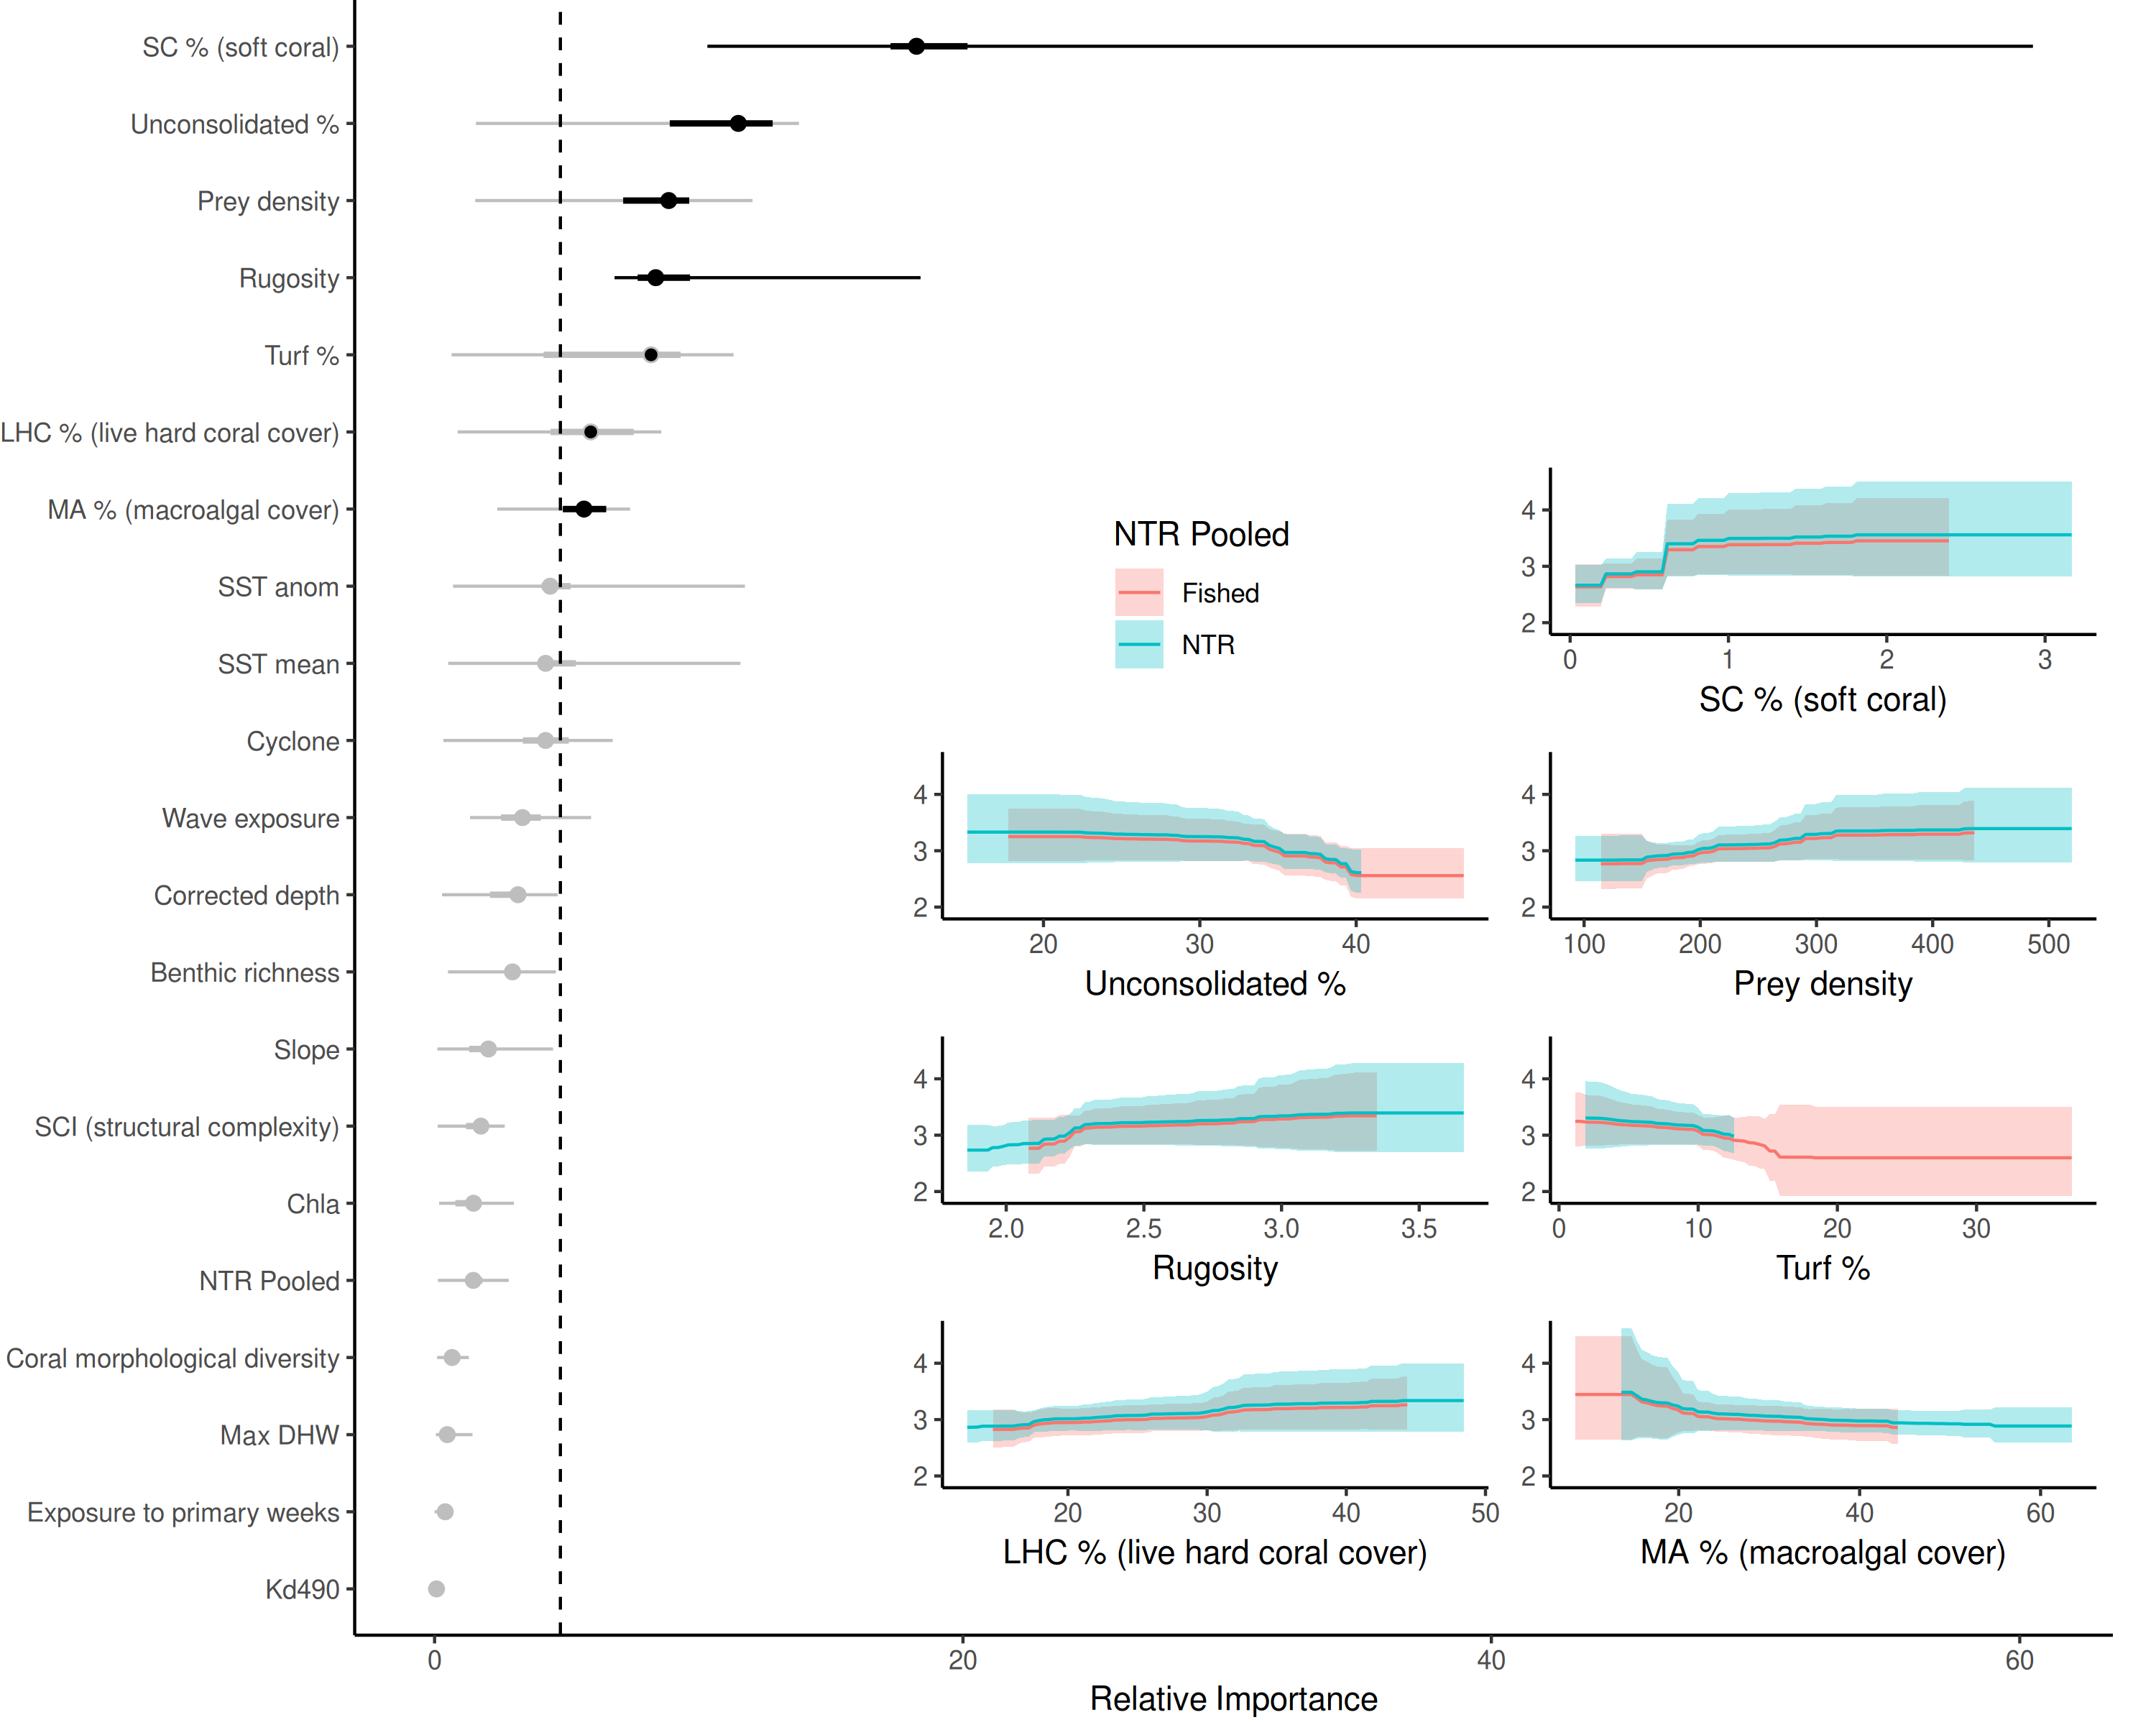 SC % (soft coral)
Unconsolidated %
Prey density
Rugosity
Turf %
LHC % (live hard coral cover)
MA % (macroalgal cover)
SST anom
SST mean
Cyclone
Wave exposure
Corrected depth
Benthic richness
Slope
SCI (structural complexity)
Chla
NTR Pooled
Coral morphological diversity
Max DHW
Exposure to primary weeks
Kd490
0 20 40 60
Relative Importance
NTR Pooled
Fished
NTR
4
3
2
0 1 2 3
SC % (soft coral)
4
3
2
20 30 40
Unconsolidated %
4
3
2
100 200 300 400 500
Prey density
4
3
2
2.0 2.5 3.0 3.5
Rugosity
4
3
2
0 10 20 30
Turf %
4
3
2
20 30 40 50
LHC % (live hard coral cover)
4
3
2
20 40 60
MA % (macroalgal cover)